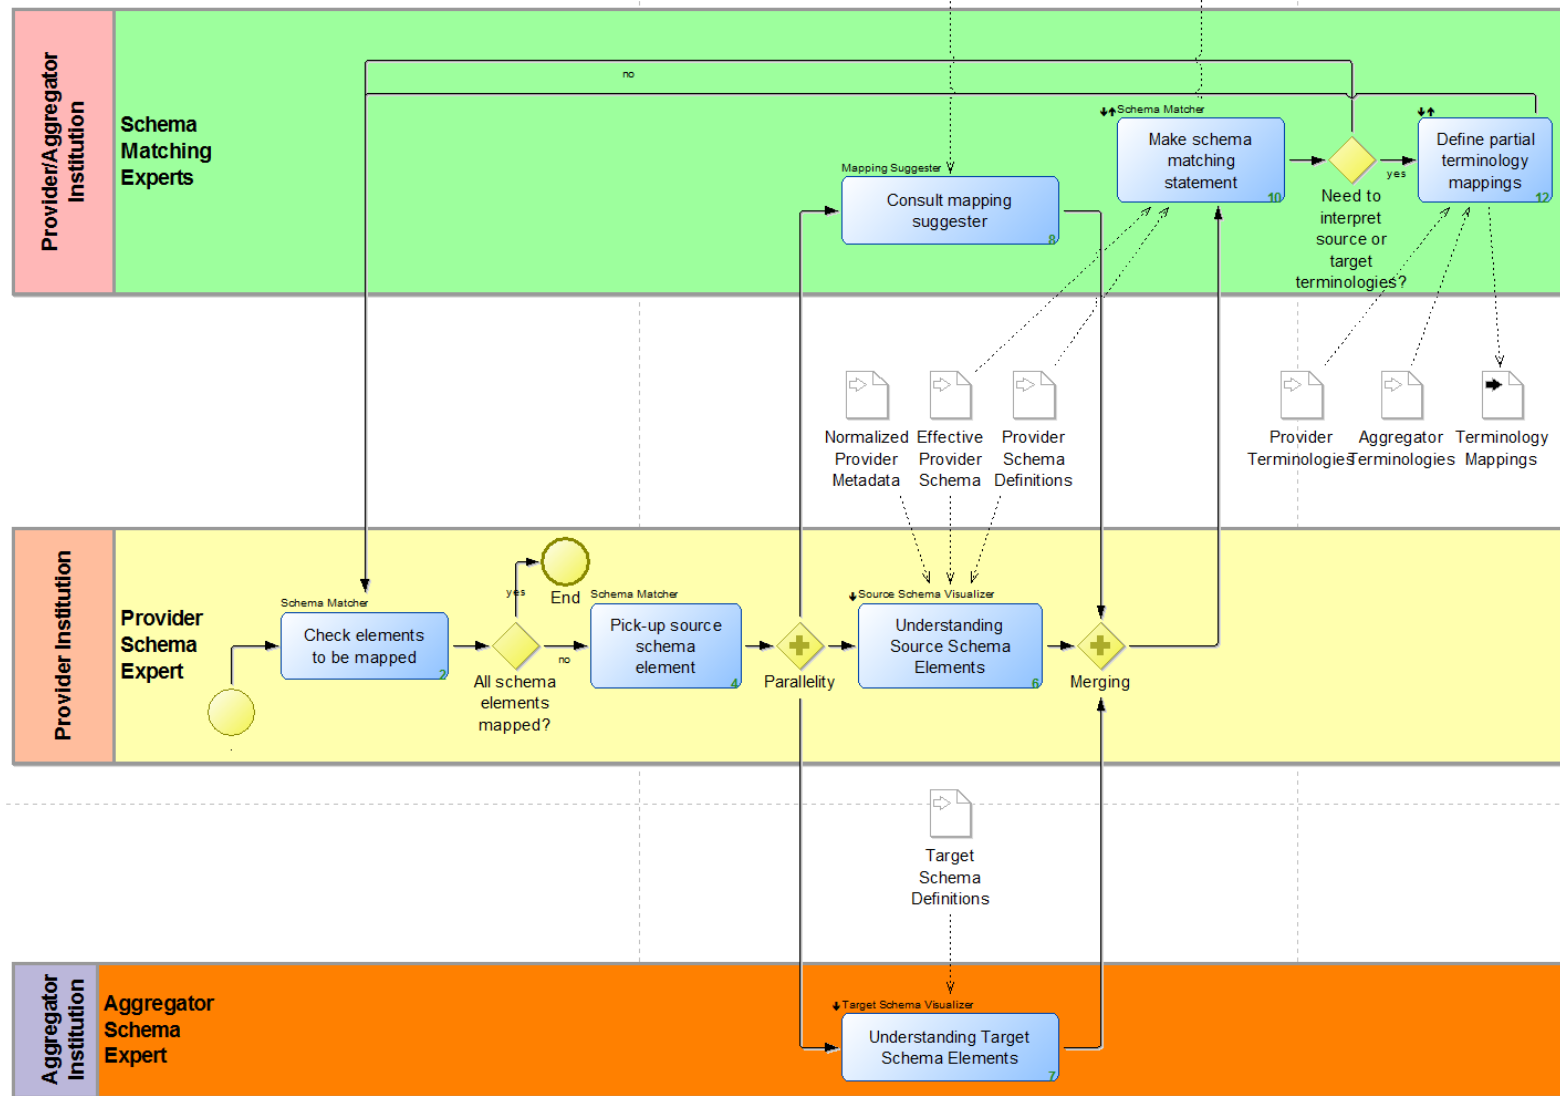 Provider/Aggregator
Institution
Schema
Matching
Experts
no
Mapping Suggester
Consult mapping
suggester
8
Schema Matcher
Make schema
matching
statement
10
yes
Need to
interpret
source or
target
terminologies?
Define partial
terminology
mappings
12
Normalized
Provider
Metadata
Effective
Provider
Schema
Provider
Schema
Definitions
Provider
Terminologies
Aggregator
Terminologies
Terminology
Mappings
Provider Institution
Provider
Schema
Expert
.
Schema Matcher
Check elements
to be mapped
2
yes
End
no
All schema
elements
mapped?
Schema Matcher
Pick-up source
schema
element
4
Parallelity
Source Schema Visualizer
Understanding
Source Schema
Elements
6
Merging
Target
Schema
Definitions
Aggregator
Institution
Aggregator
Schema
Expert
Target Schema Visualizer
Understanding Target
Schema Elements
7